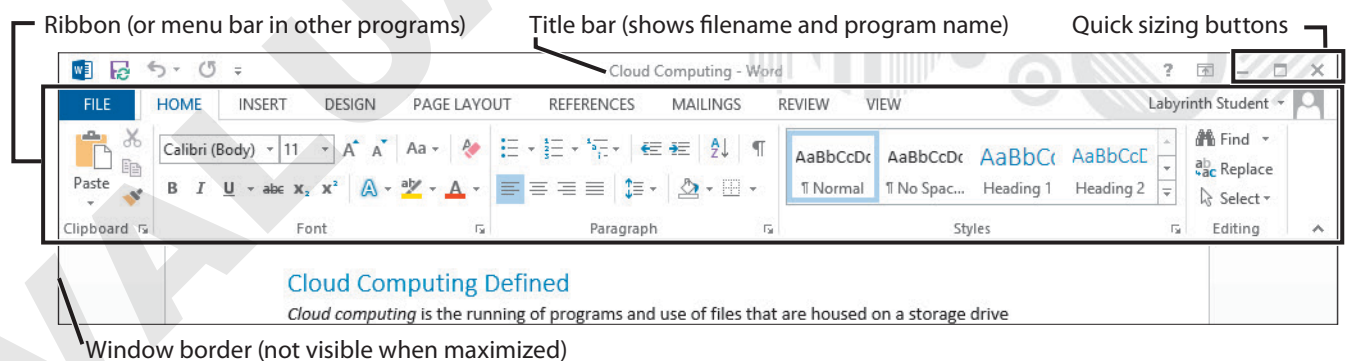 Ribbon (or menu bar in other programs) Title bar (shows filename and program name) Quick sizing buttons
Cloud Computing - Word ?
FILE HOME INSERT DESIGN PAGE LAYOUT REFERENCES MAILINGS REVIEW VIEW Labyrinth Student
Calibri (Body) 11 A A Aa A Z ¶ AaBbCcDc AaBbCcDc AaBbCc AaBbCcE Find
Paste B I U abc x₂ x² A aby A ¶ Normal ¶ No Spac... Heading 1 Heading 2 abac Replace
Select
Clipboard Font Paragraph Styles Editing
Cloud Computing Defined
Cloud computing is the running of programs and use of files that are housed on a storage drive
Window border (not visible when maximized)